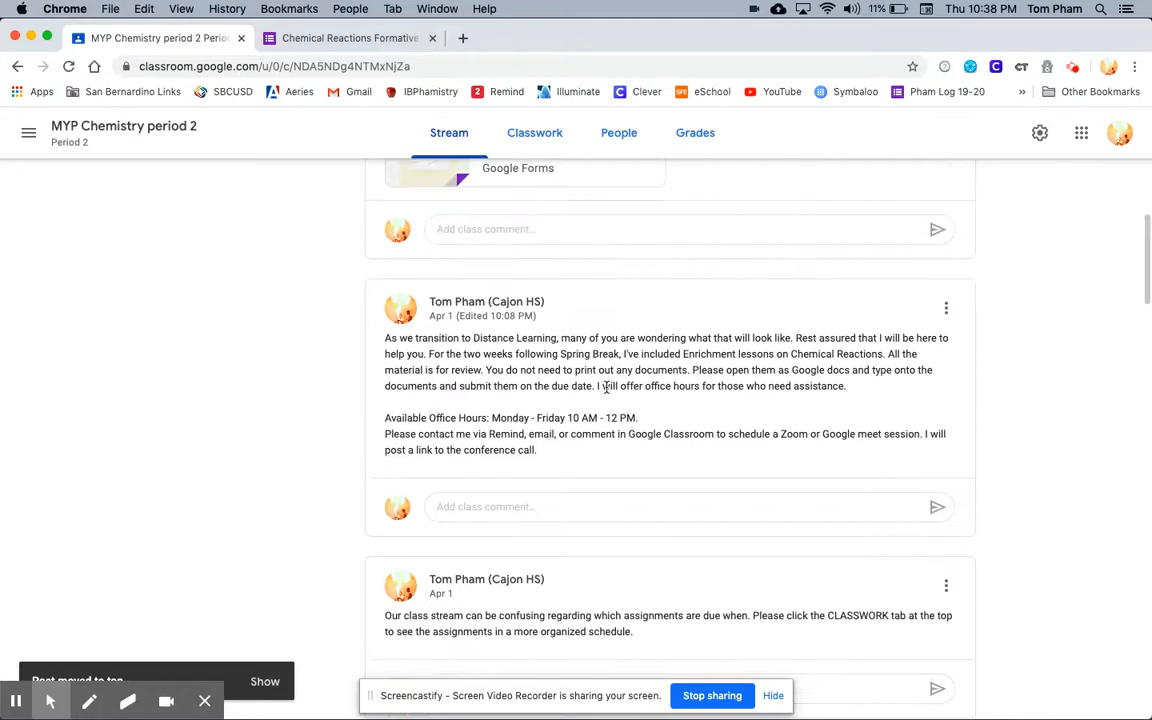 Chrome File Edit View History Bookmarks People Tab Window Help 11% Thu 10:38 PM Tom Pham
MYP Chemistry period 2 Perio Chemical Reactions Formative
classroom.google.com/u/0/c/NDA5NDg4NTMxNjZa
Apps San Bernardino Links SBCUSD Aeries Gmail IBPhamistry Remind Illuminate Clever eSchool YouTube Symbaloo Pham Log 19-20 » Other Bookmarks
MYP Chemistry period 2
Period 2
Stream Classwork People Grades
Google Forms
Add class comment...
Tom Pham (Cajon HS)
Apr 1 (Edited 10:08 PM)
As we transition to Distance Learning, many of you are wondering what that will look like. Rest assured that I will be here to
help you. For the two weeks following Spring Break, I've included Enrichment lessons on Chemical Reactions. All the
material is for review. You do not need to print out any documents. Please open them as Google docs and type onto the
documents and submit them on the due date. I will offer office hours for those who need assistance.
Available Office Hours: Monday - Friday 10 AM - 12 PM.
Please contact me via Remind, email, or comment in Google Classroom to schedule a Zoom or Google meet session. I will
post a link to the conference call.
Add class comment...
Tom Pham (Cajon HS)
Apr 1
Our class stream can be confusing regarding which assignments are due when. Please click the CLASSWORK tab at the top
to see the assignments in a more organized schedule.
Post moved to top Show
Screencastify - Screen Video Recorder is sharing your screen. Stop sharing Hide